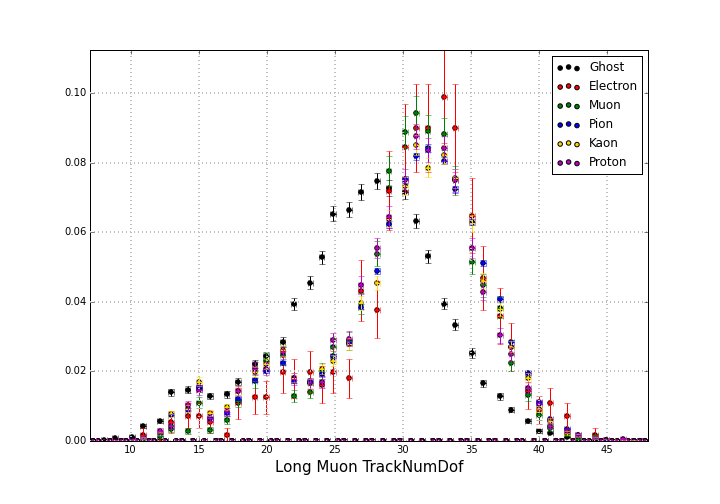 0.10
0.08
0.06
0.04
0.02
0.00
10 15 20 25 30 35 40 45
Long Muon TrackNumDof
Ghost
Electron
Muon
Pion
Kaon
Proton